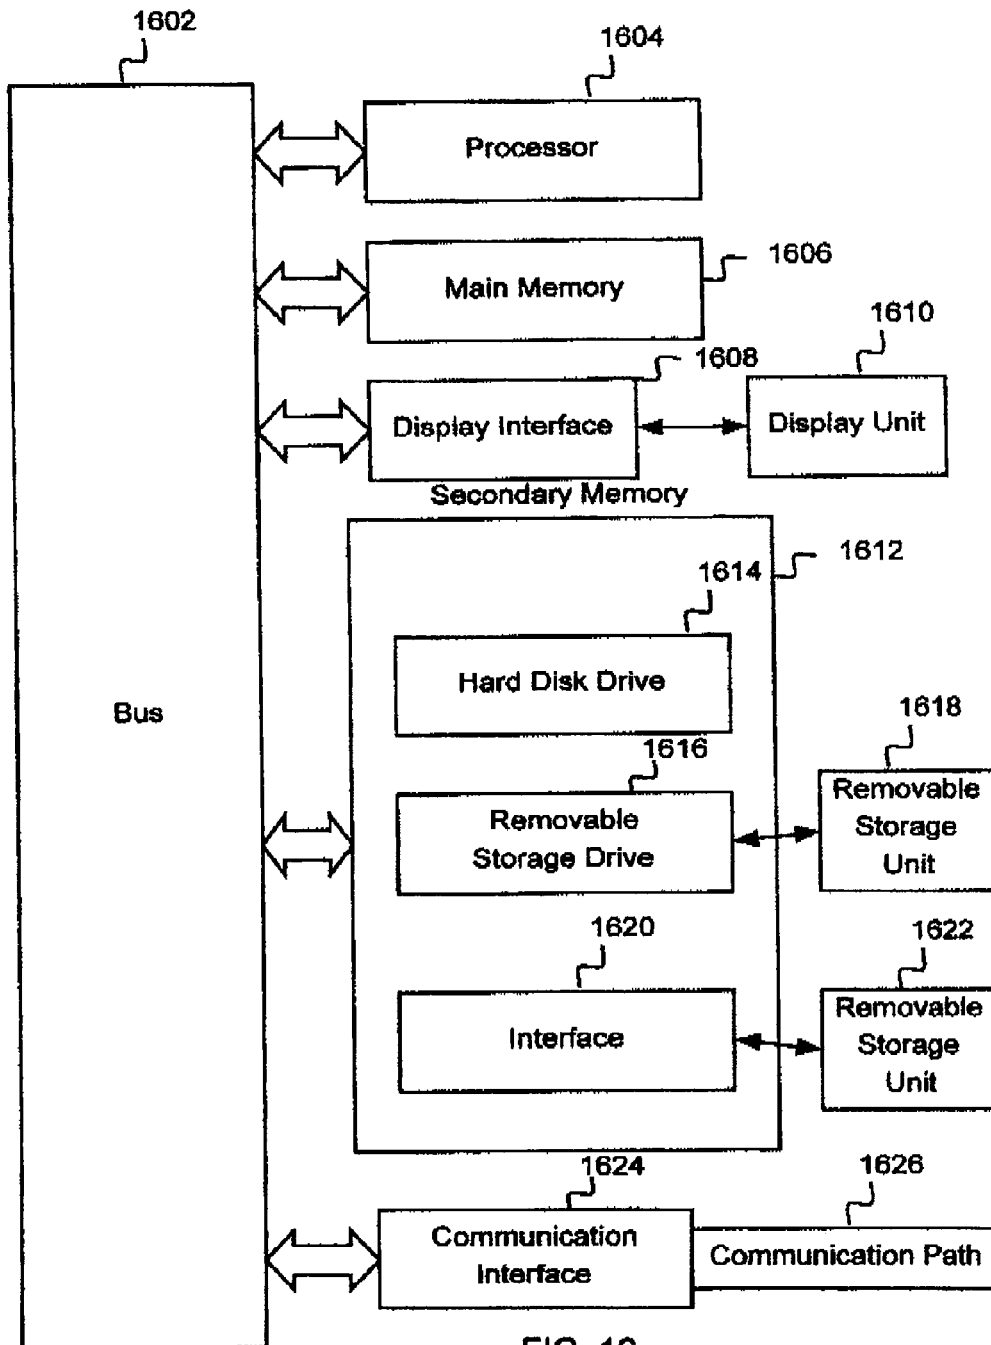 1602
1604
Processor
1606
Main Memory
1608
1610
Display Interface
Display Unit
Secondary Memory
1612
1614
Hard Disk Drive
Bus
1616
1618
Removable
Storage Drive
Removable
Storage
Unit
1620
1622
Interface
Removable
Storage
Unit
1624
1626
Communication
Interface
Communication Path